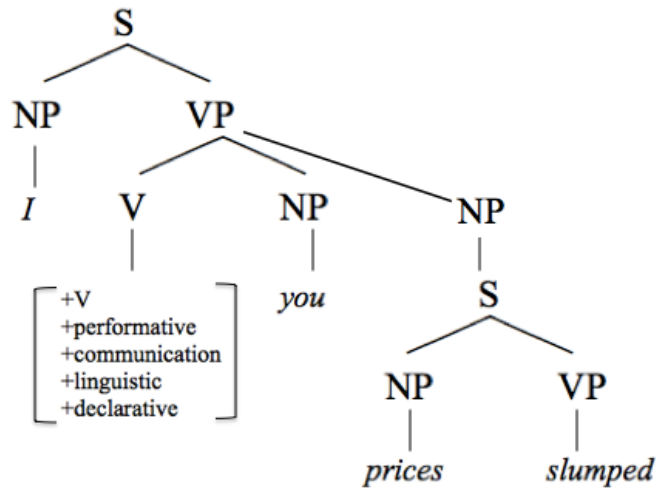 S
NP VP
I V NP NP
+V you S
+performative
+communication
+linguistic
+declarative
NP VP
prices slumped